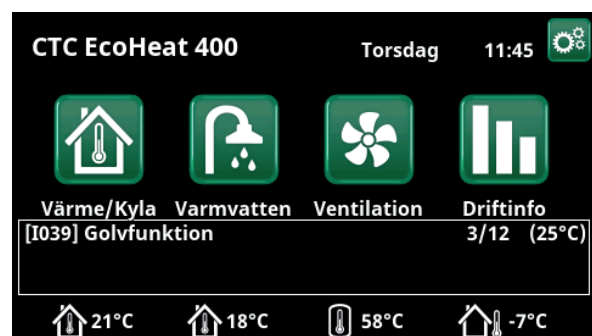 CTC EcoHeat 400 Torsdag 11:45
Värme/Kyla Varmvatten Ventilation Driftinfo
[I039] Golvfunktion 3/12 (25°C)
21°C 18°C 58°C -7°C